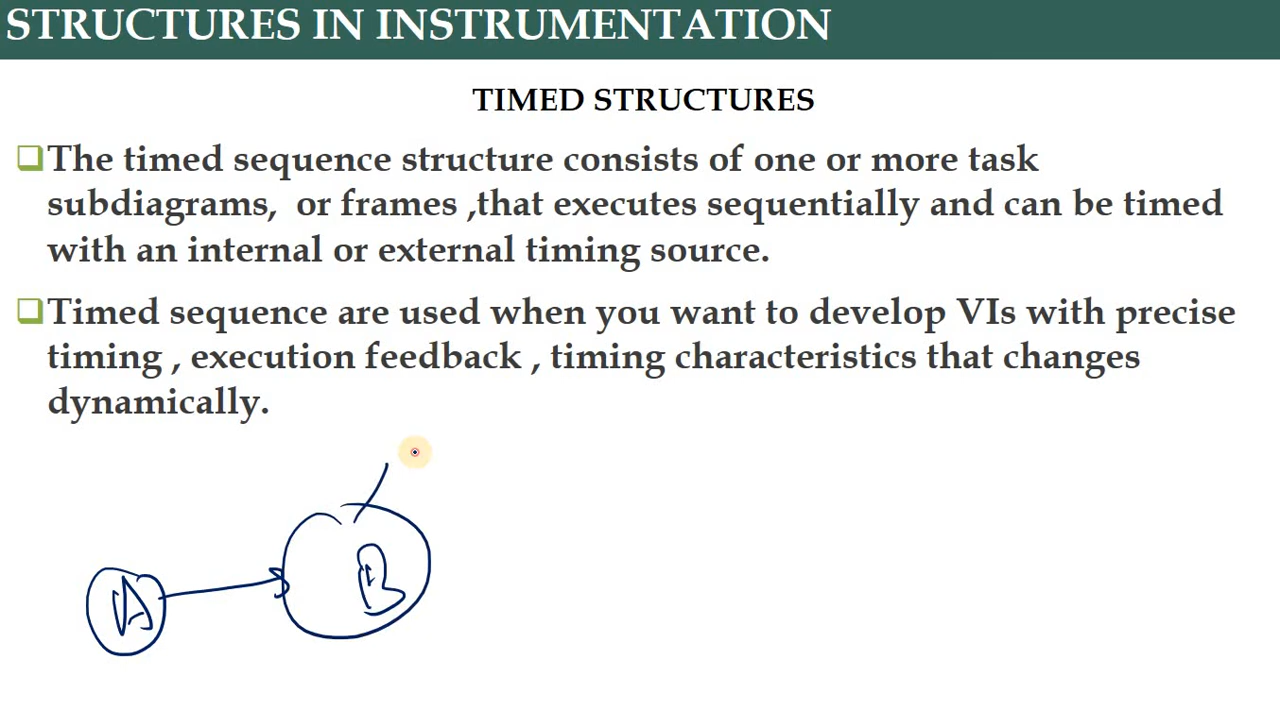 STRUCTURES IN INSTRUMENTATION
TIMED STRUCTURES
The timed sequence structure consists of one or more task
subdiagrams, or frames ,that executes sequentially and can be timed
with an internal or external timing source.
Timed sequence are used when you want to develop VIs with precise
timing , execution feedback , timing characteristics that changes
dynamically.
A B